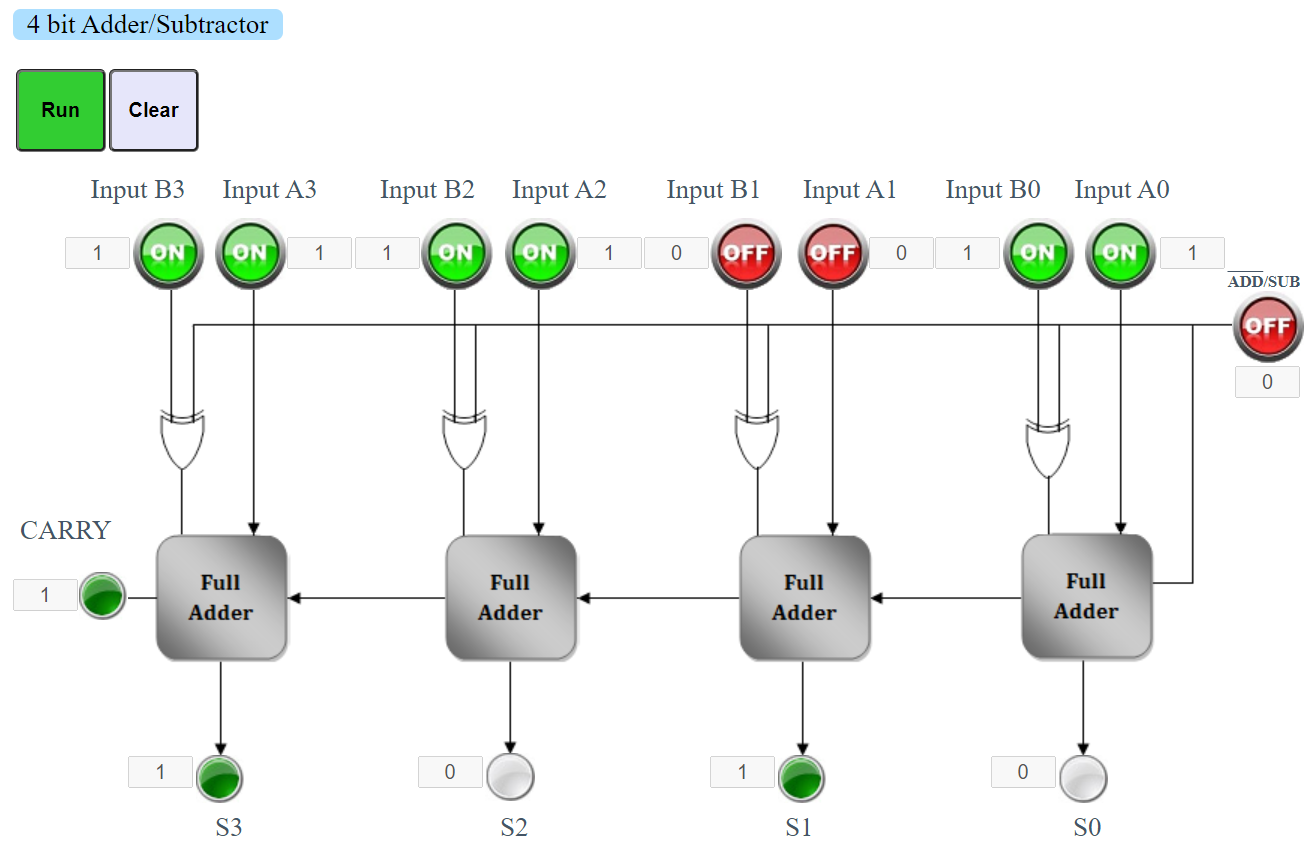 4 bit Adder/Subtractor
Run Clear
Input B3 Input A3 Input B2 Input A2 Input B1 Input A1 Input B0 Input A0
1 ON ON 1 1 ON ON 1 0 OFF OFF 0 1 ON ON 1
ADD/SUB
OFF
0
CARRY
1
Full Adder Full Adder Full Adder Full Adder
1 0 1 0
S3 S2 S1 S0